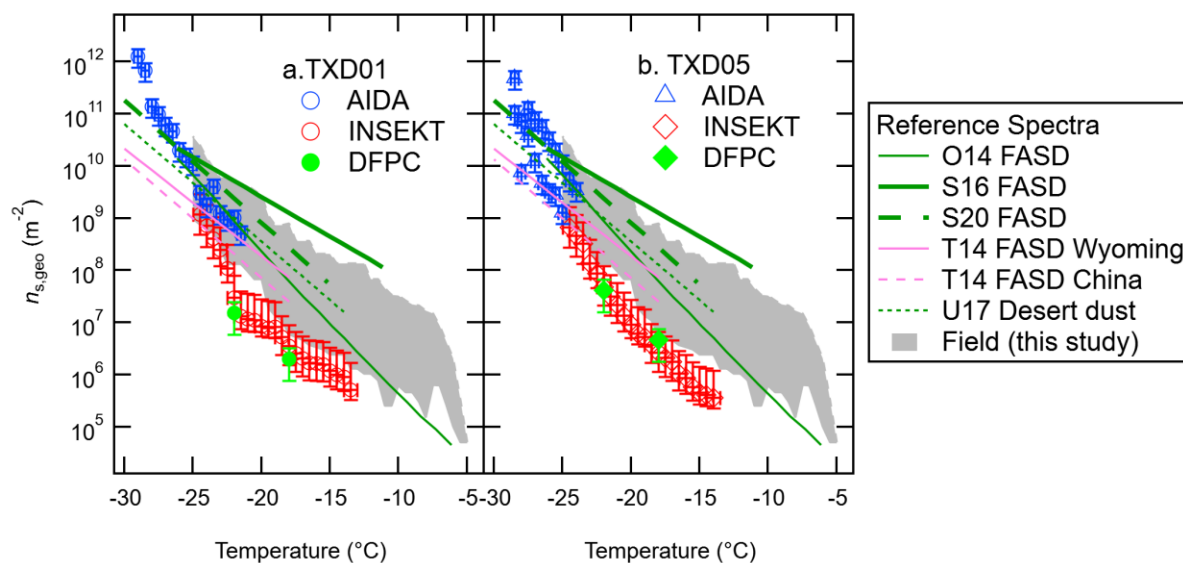 10^12
10^11
10^10
10^9
10^8
10^7
10^6
10^5
n_s,geo (m^-2)
a.TXD01
AIDA
INSEKT
DFPC
b. TXD05
AIDA
INSEKT
DFPC
-30 -25 -20 -15 -10 -5
-30 -25 -20 -15 -10 -5
Temperature (°C)
Temperature (°C)
Reference Spectra
O14 FASD
S16 FASD
S20 FASD
T14 FASD Wyoming
T14 FASD China
U17 Desert dust
Field (this study)